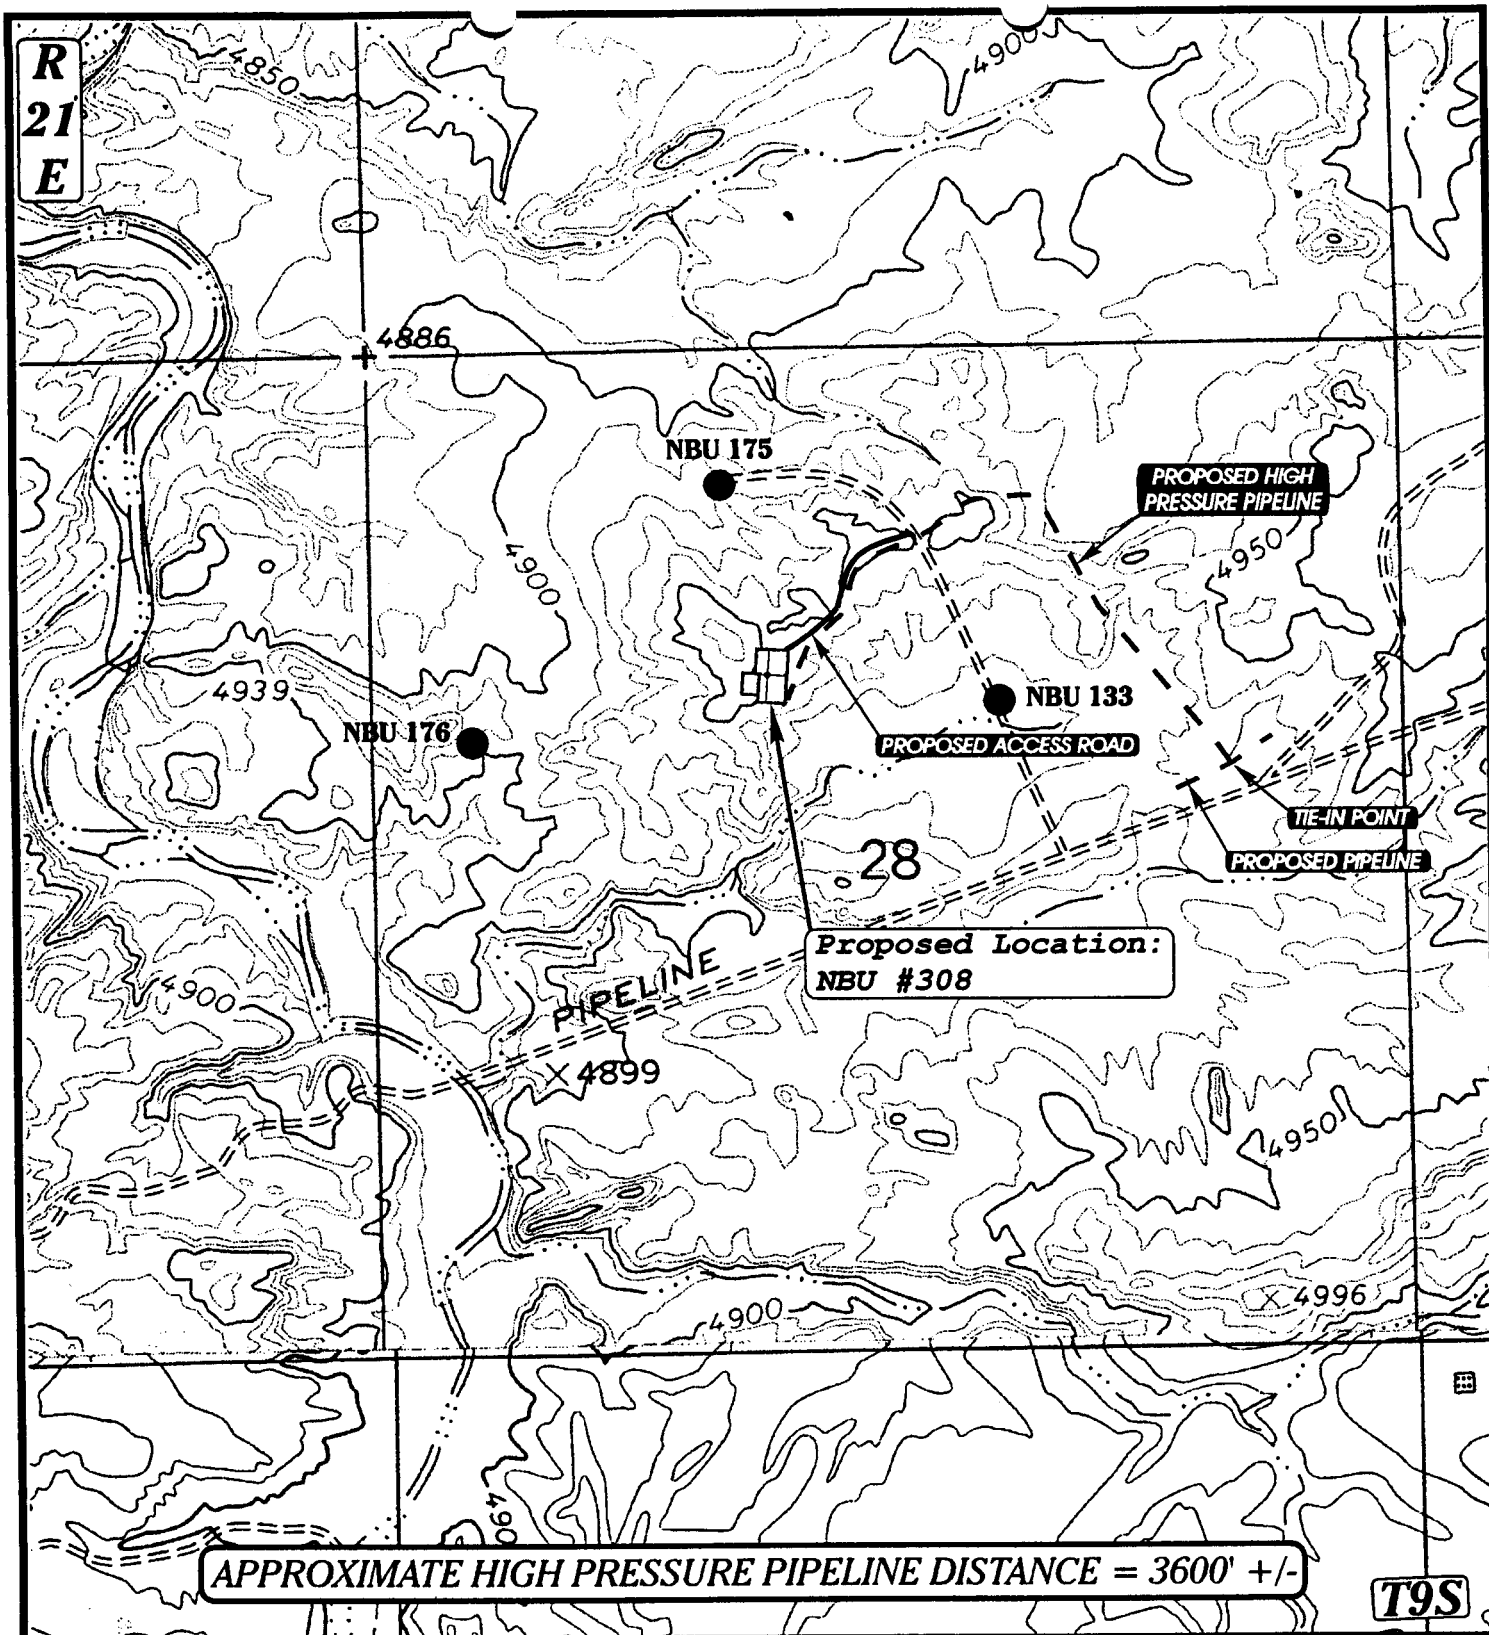 R
21
E
4850
4900
4886
NBU 175
PROPOSED HIGH
PRESSURE PIPELINE
4950
4900
4939
NBU 176
NBU 133
PROPOSED ACCESS ROAD
TIE-IN POINT
PROPOSED PIPELINE
28
Proposed Location:
NBU #308
PIPELINE
4900
4899
4950
4996
4900
490
APPROXIMATE HIGH PRESSURE PIPELINE DISTANCE = 3600' +/-
T9S